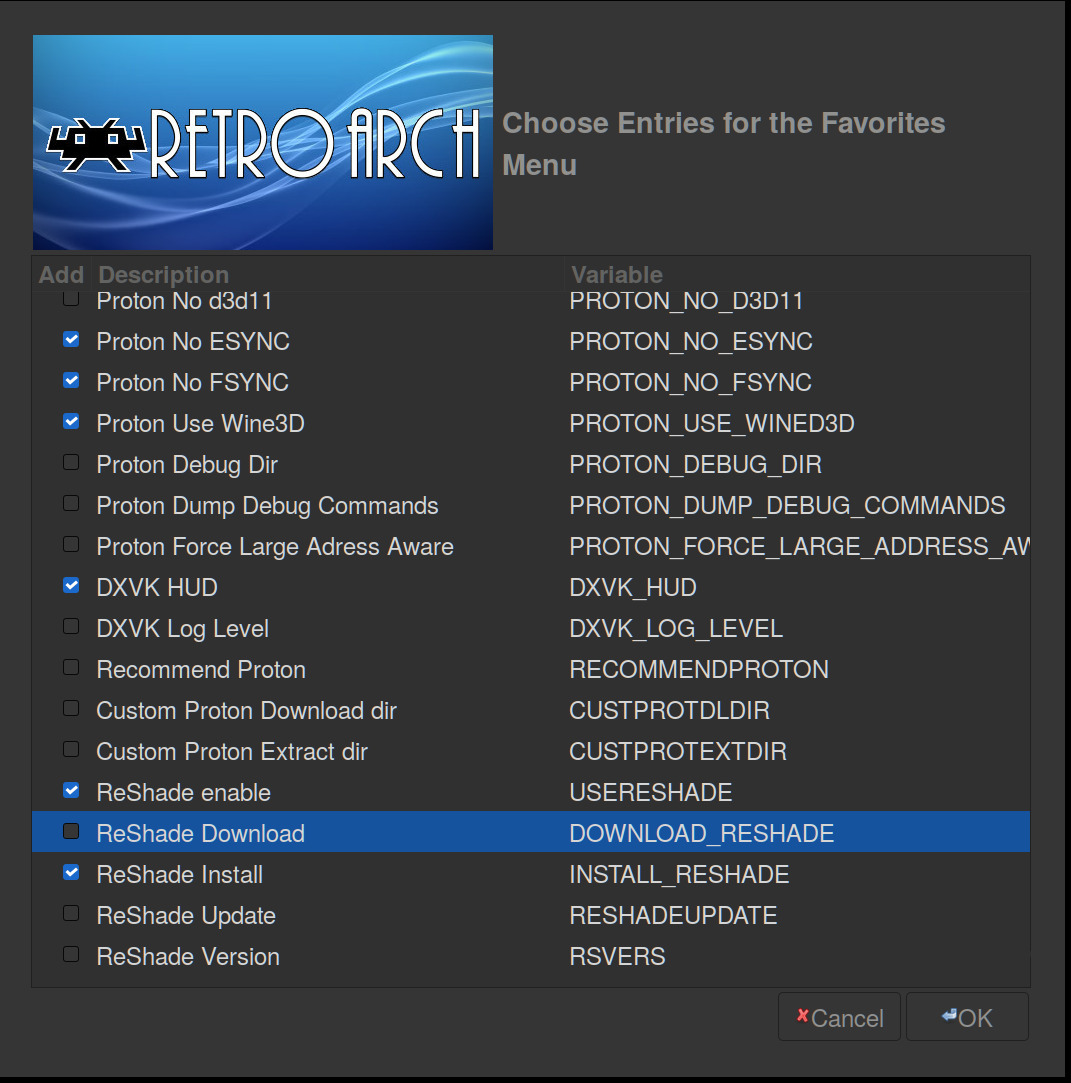 RETROARCH
Choose Entries for the Favorites
Menu
Add Description Variable
Proton No d3d11 PROTON_NO_D3D11
Proton No ESYNC PROTON_NO_ESYNC
Proton No FSYNC PROTON_NO_FSYNC
Proton Use Wine3D PROTON_USE_WINED3D
Proton Debug Dir PROTON_DEBUG_DIR
Proton Dump Debug Commands PROTON_DUMP_DEBUG_COMMANDS
Proton Force Large Adress Aware PROTON_FORCE_LARGE_ADDRESS_AW
DXVK HUD DXVK_HUD
DXVK Log Level DXVK_LOG_LEVEL
Recommend Proton RECOMMENDPROTON
Custom Proton Download dir CUSTPROTDLDIR
Custom Proton Extract dir CUSTPROTEXTDIR
ReShade enable USERESHADE
ReShade Download DOWNLOAD_RESHADE
ReShade Install INSTALL_RESHADE
ReShade Update RESHADEUPDATE
ReShade Version RSVERS
Cancel OK